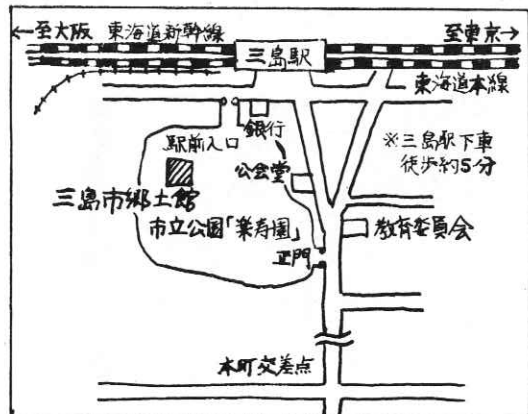 ←至大阪 東海道新幹線
三島駅
至東京→
東海道本線
駅前入口
銀行
公会堂
※三島駅下車
徒歩約5分
三島市郷土館
市立公園「楽寿園」
教育委員会
正門
本町交差点